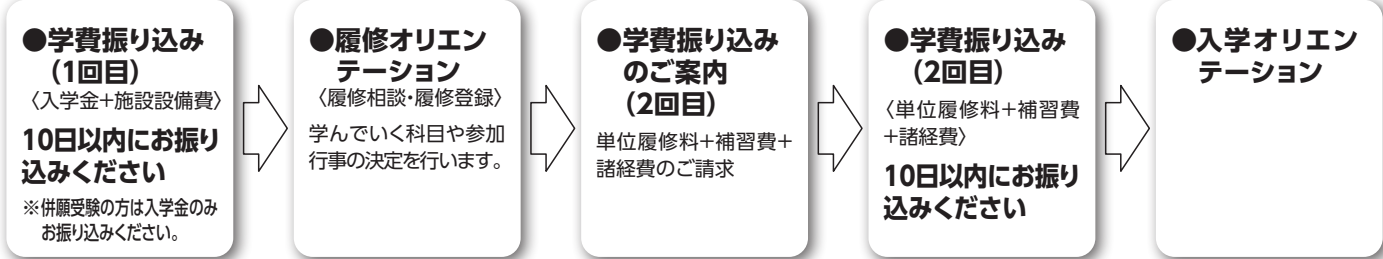 ●学費振り込み
（1回目）
〈入学金+施設設備費〉
10日以内にお振り
込みください
※併願受験の方は入学金のみ
お振り込みください。
●履修オリエン
テーション
〈履修相談・履修登録〉
学んでいく科目や参加
行事の決定を行います。
●学費振り込み
のご案内
（2回目）
単位履修料+補習費+
諸経費のご請求
●学費振り込み
（2回目）
〈単位履修料+補習費
+諸経費〉
10日以内にお振り
込みください
●入学オリエン
テーション